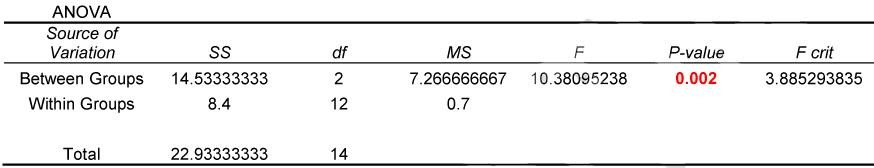 ANOVA
Source of
Variation SS df MS F P-value F crit
Between Groups 14.53333333 2 7.266666667 10.38095238 0.002 3.885293835
Within Groups 8.4 12 0.7
Total 22.93333333 14